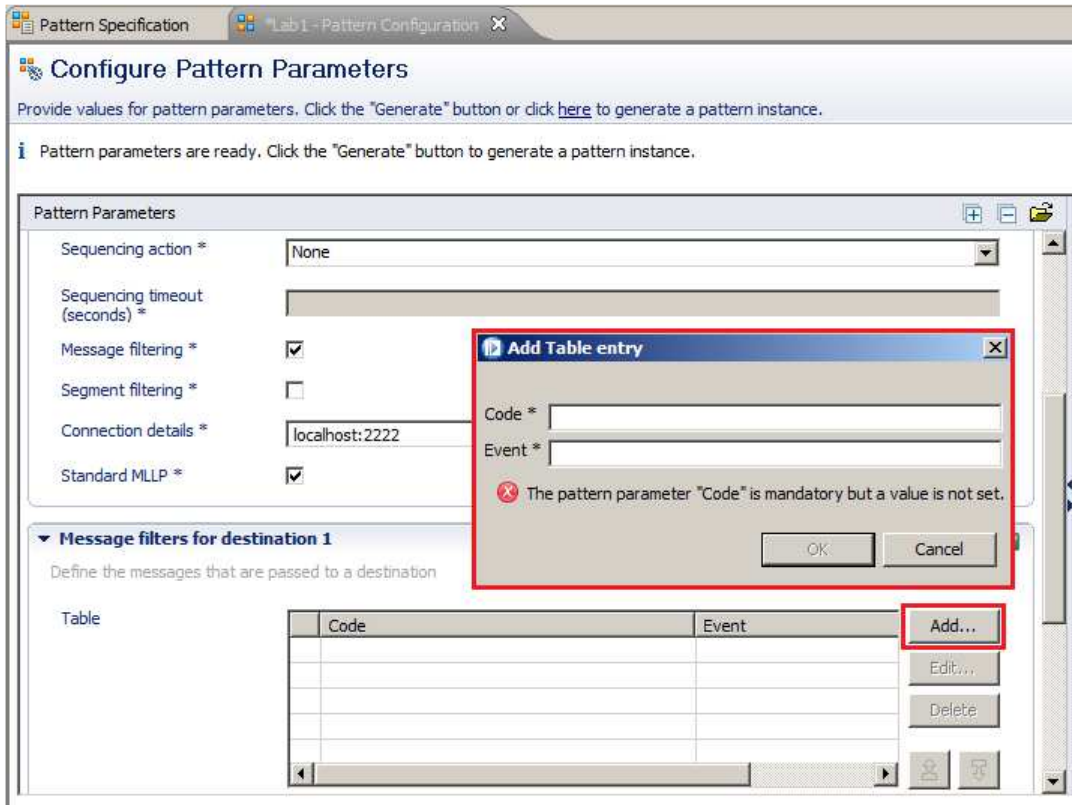 Pattern Specification
*Lab1 - Pattern Configuration
Configure Pattern Parameters
Provide values for pattern parameters. Click the "Generate" button or click here to generate a pattern instance.
i Pattern parameters are ready. Click the "Generate" button to generate a pattern instance.
Pattern Parameters
Sequencing action *
None
Sequencing timeout
(seconds) *
Message filtering *
Segment filtering *
Connection details *
localhost:2222
Standard MLLP *
Add Table entry
Code *
Event *
The pattern parameter "Code" is mandatory but a value is not set.
OK
Cancel
Message filters for destination 1
Define the messages that are passed to a destination
Table
Code
Event
Add...
Edit...
Delete